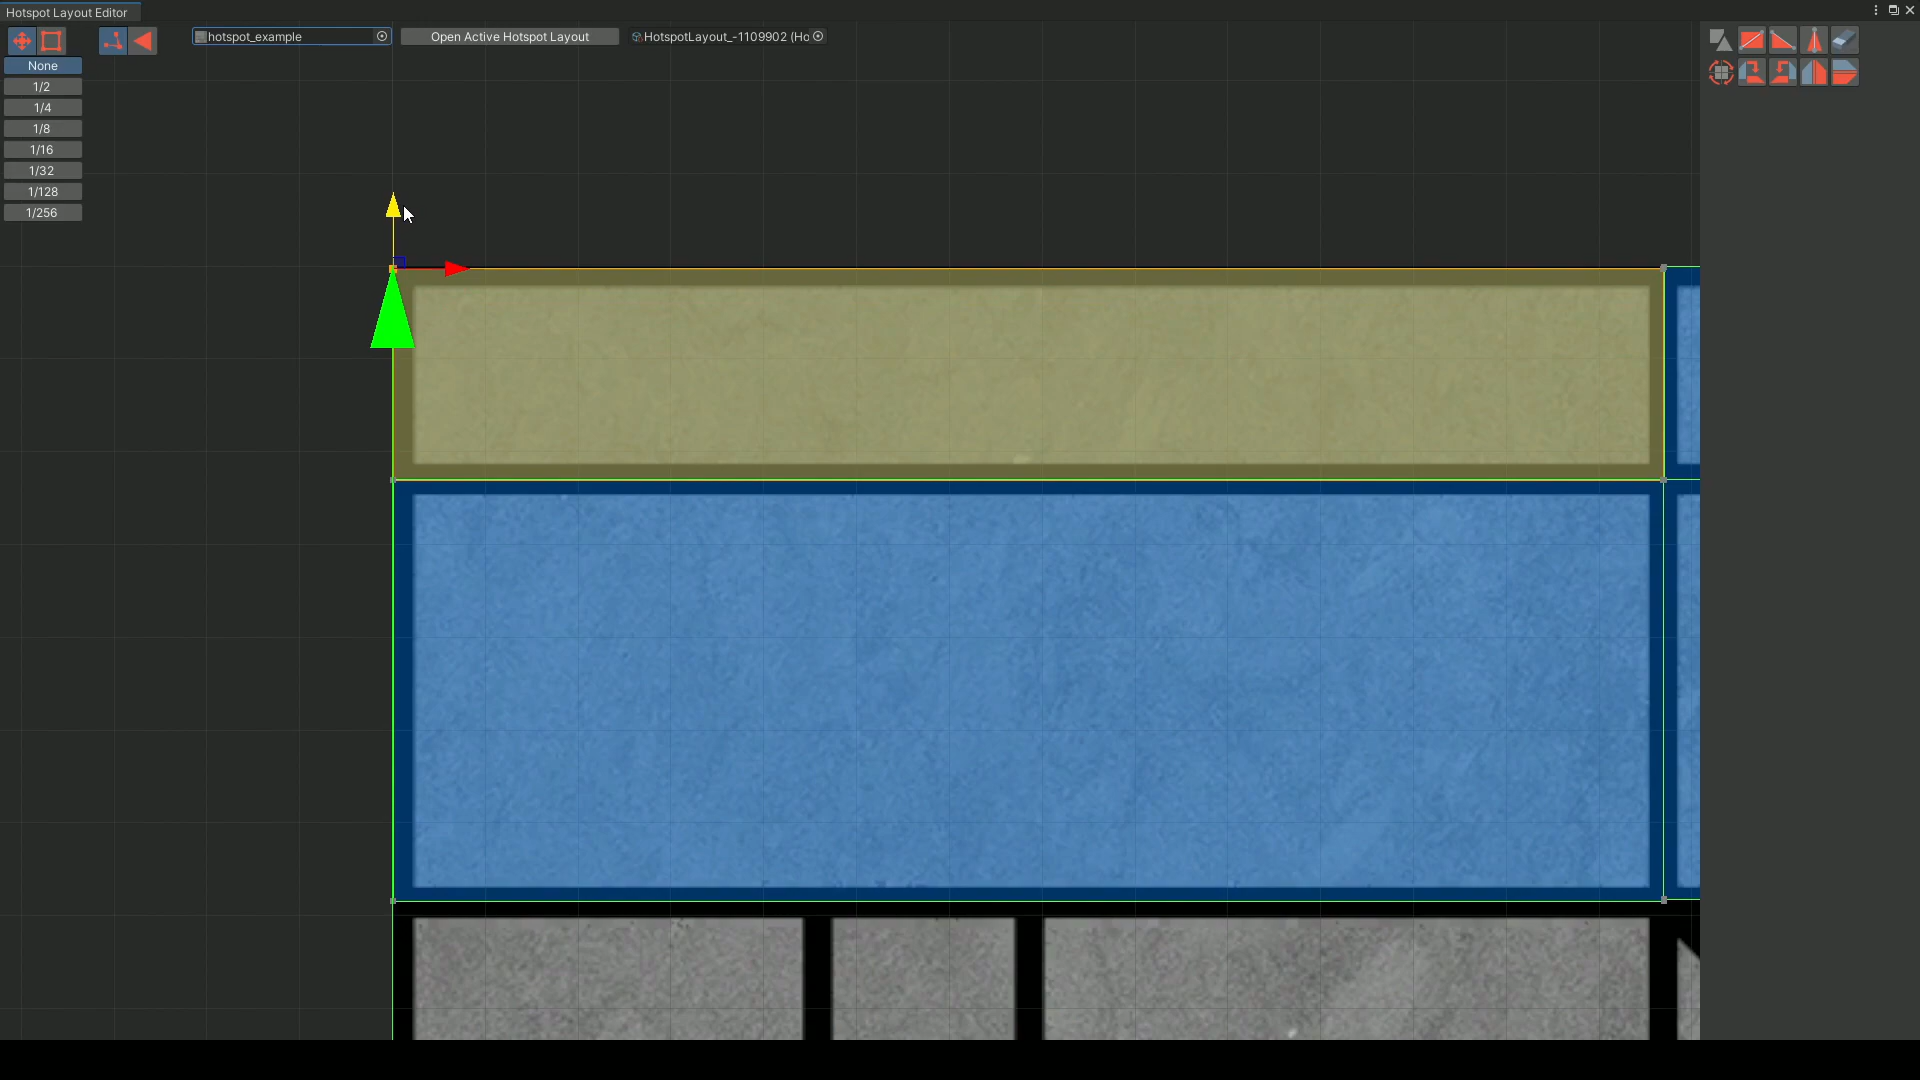 Hotspot Layout Editor
hotspot_example
Open Active Hotspot Layout
HotspotLayout_-1109902 (Ho
None
1/2
1/4
1/8
1/16
1/32
1/128
1/256